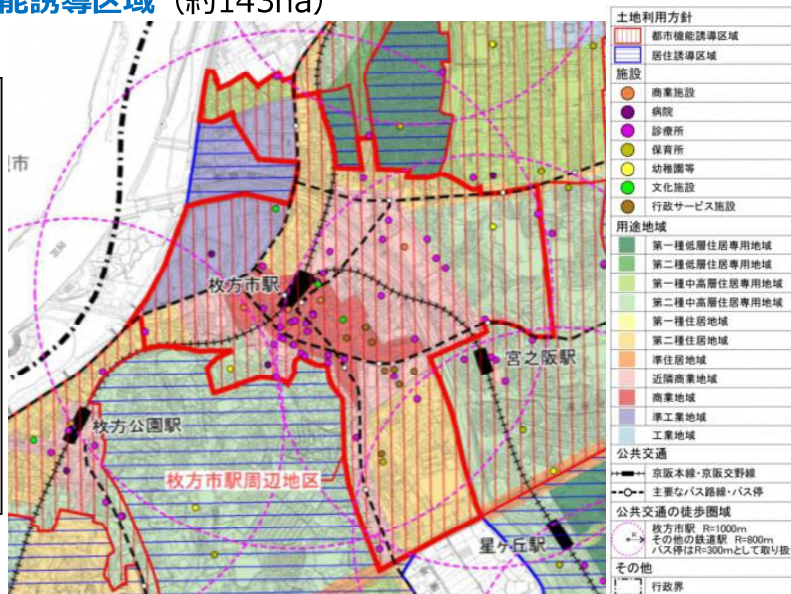 能誘導区域（約143ha）
市
枚方市駅
宮之阪駅
枚方公園駅
枚方市駅周辺地区
星ヶ丘駅
土地利用方針
都市機能誘導区域
居住誘導区域
施設
商業施設
病院
診療所
保育所
幼稚園等
文化施設
行政サービス施設
用途地域
第一種低層住居専用地域
第二種低層住居専用地域
第一種中高層住居専用地域
第二種中高層住居専用地域
第一種住居地域
第二種住居地域
準住居地域
近隣商業地域
商業地域
準工業地域
工業地域
公共交通
京阪本線・京阪交野線
主要なバス路線・バス停
公共交通の徒歩圏域
枚方市駅 R=1000m
その他の鉄道駅 R=800m
バス停はR=300mとして取り扱
その他
行政界